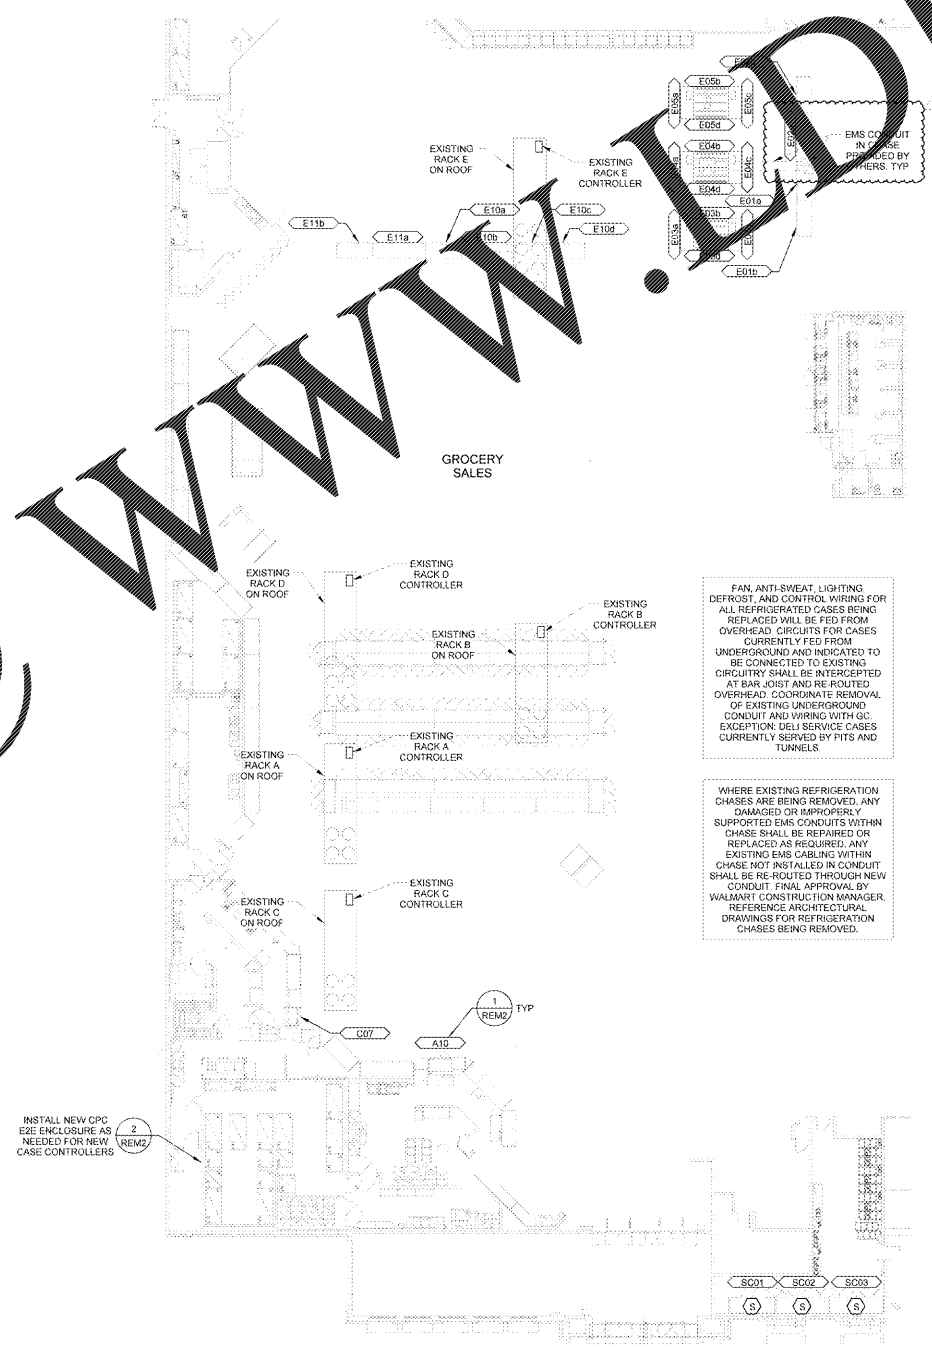 WWW.LD
E05b
E05a
E05c
E05d
E04b
E04c
E04d
E01a
E03b
E03a
E01b
EMS CONDUIT
IN CHASE
PROVIDED BY
OTHERS, TYP
EXISTING
RACK E
ON ROOF
EXISTING
RACK E
CONTROLLER
E11b
E11a
E10a
E10b
E10c
E10d
GROCERY
SALES
EXISTING
RACK D
ON ROOF
EXISTING
RACK D
CONTROLLER
EXISTING
RACK B
ON ROOF
EXISTING
RACK B
CONTROLLER
EXISTING
RACK A
ON ROOF
EXISTING
RACK A
CONTROLLER
EXISTING
RACK C
ON ROOF
EXISTING
RACK C
CONTROLLER
FAN, ANTI-SWEAT, LIGHTING,
DEFROST, AND CONTROL WIRING FOR
ALL REFRIGERATED CASES BEING
REPLACED WILL BE FED FROM
OVERHEAD. CIRCUITS FOR CASES
CURRENTLY FED FROM
UNDERGROUND AND INDICATED TO
BE CONNECTED TO EXISTING
CIRCUITRY SHALL BE INTERCEPTED
AT BAR JOIST AND RE-ROUTED
OVERHEAD. COORDINATE REMOVAL
OF EXISTING UNDERGROUND
CONDUIT AND WIRING WITH GC.
EXCEPTION: DELI SERVICE CASES
CURRENTLY SERVED BY PITS AND
TUNNELS.
WHERE EXISTING REFRIGERATION
CHASES ARE BEING REMOVED, ANY
DAMAGED OR IMPROPERLY
SUPPORTED EMS CONDUITS WITHIN
CHASE SHALL BE REPAIRED OR
REPLACED AS REQUIRED. ANY
EXISTING EMS CABLING WITHIN
CHASE NOT INSTALLED IN CONDUIT
SHALL BE RE-ROUTED THROUGH NEW
CONDUIT. FINAL APPROVAL BY
WALMART CONSTRUCTION MANAGER.
REFERENCE ARCHITECTURAL
DRAWINGS FOR REFRIGERATION
CHASES BEING REMOVED.
1
REM2
TYP
C07
A10
INSTALL NEW CPC
E2E ENCLOSURE AS
NEEDED FOR NEW
CASE CONTROLLERS
2
REM2
SC01
SC02
SC03
S
S
S